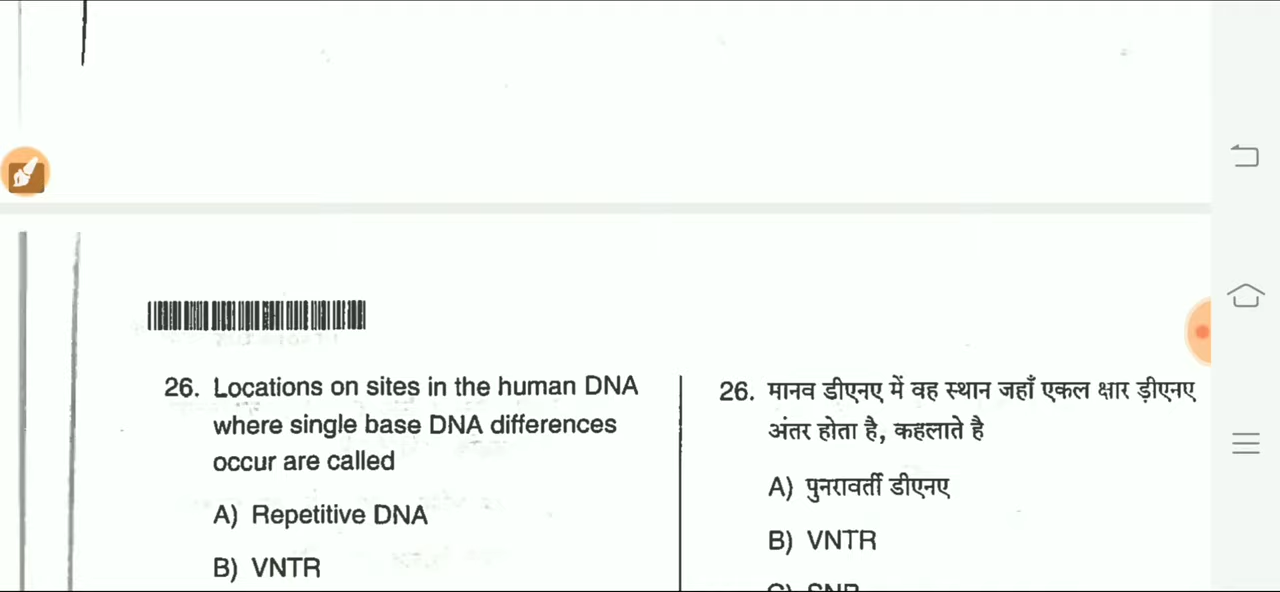 26. Locations on sites in the human DNA
where single base DNA differences
occur are called
A) Repetitive DNA
B) VNTR
26. मानव डीएनए में वह स्थान जहाँ एकल क्षार ड़ीएनए
अंतर होता है, कहलाते है
A) पुनरावर्ती डीएनए
B) VNTR